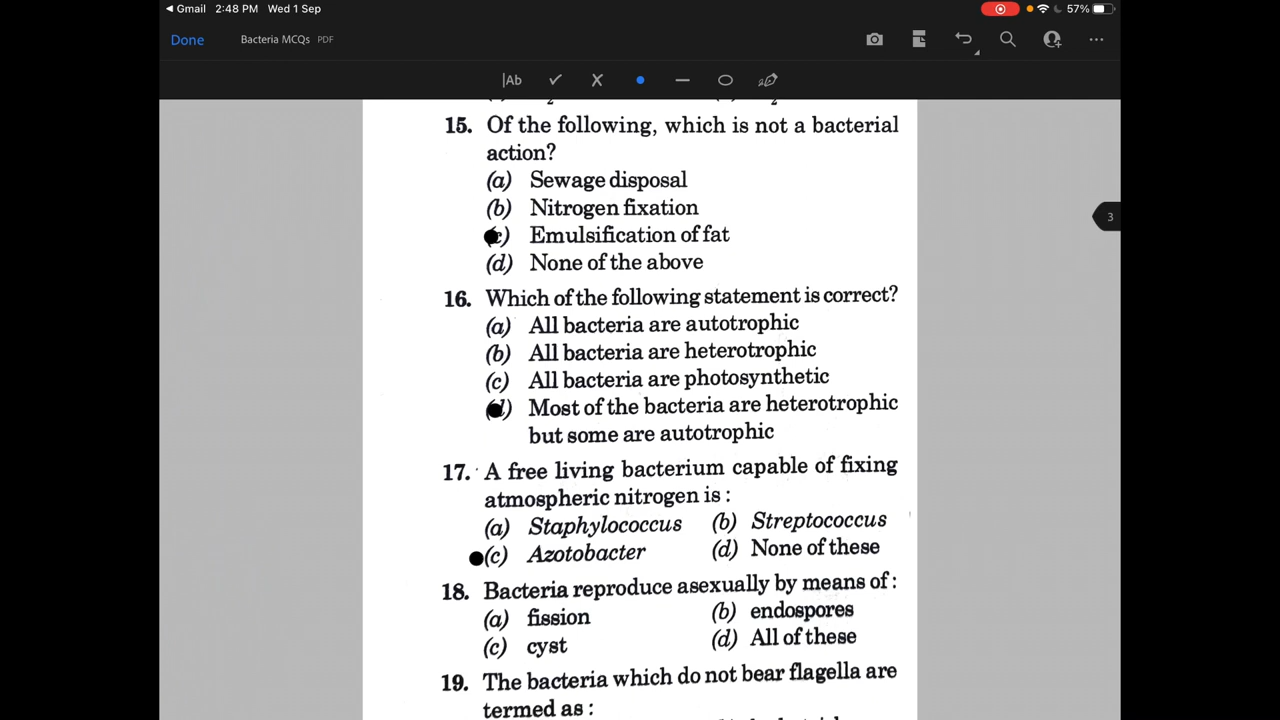 Gmail 2:48 PM Wed 1 Sep 57%
Done Bacteria MCQs PDF
Ab
3
15. Of the following, which is not a bacterial
action?
(a) Sewage disposal
(b) Nitrogen fixation
(c) Emulsification of fat
(d) None of the above
16. Which of the following statement is correct?
(a) All bacteria are autotrophic
(b) All bacteria are heterotrophic
(c) All bacteria are photosynthetic
(d) Most of the bacteria are heterotrophic
but some are autotrophic
17. A free living bacterium capable of fixing
atmospheric nitrogen is :
(a) Staphylococcus (b) Streptococcus
(c) Azotobacter (d) None of these
18. Bacteria reproduce asexually by means of :
(a) fission (b) endospores
(c) cyst (d) All of these
19. The bacteria which do not bear flagella are
termed as :